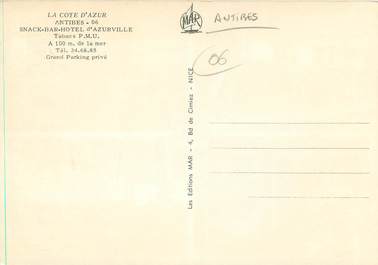 LA COTE D'AZUR
ANTIBES - 06
SNACK-BAR-HOTEL d'AZURVILLE
Tabacs P.M.U.
A 150 m. de la mer
Tél. 34.68.85
Grand Parking privé
MAR
ANTIBES
06
Les Editions MAR - 4, Bd de Cimiez - NICE